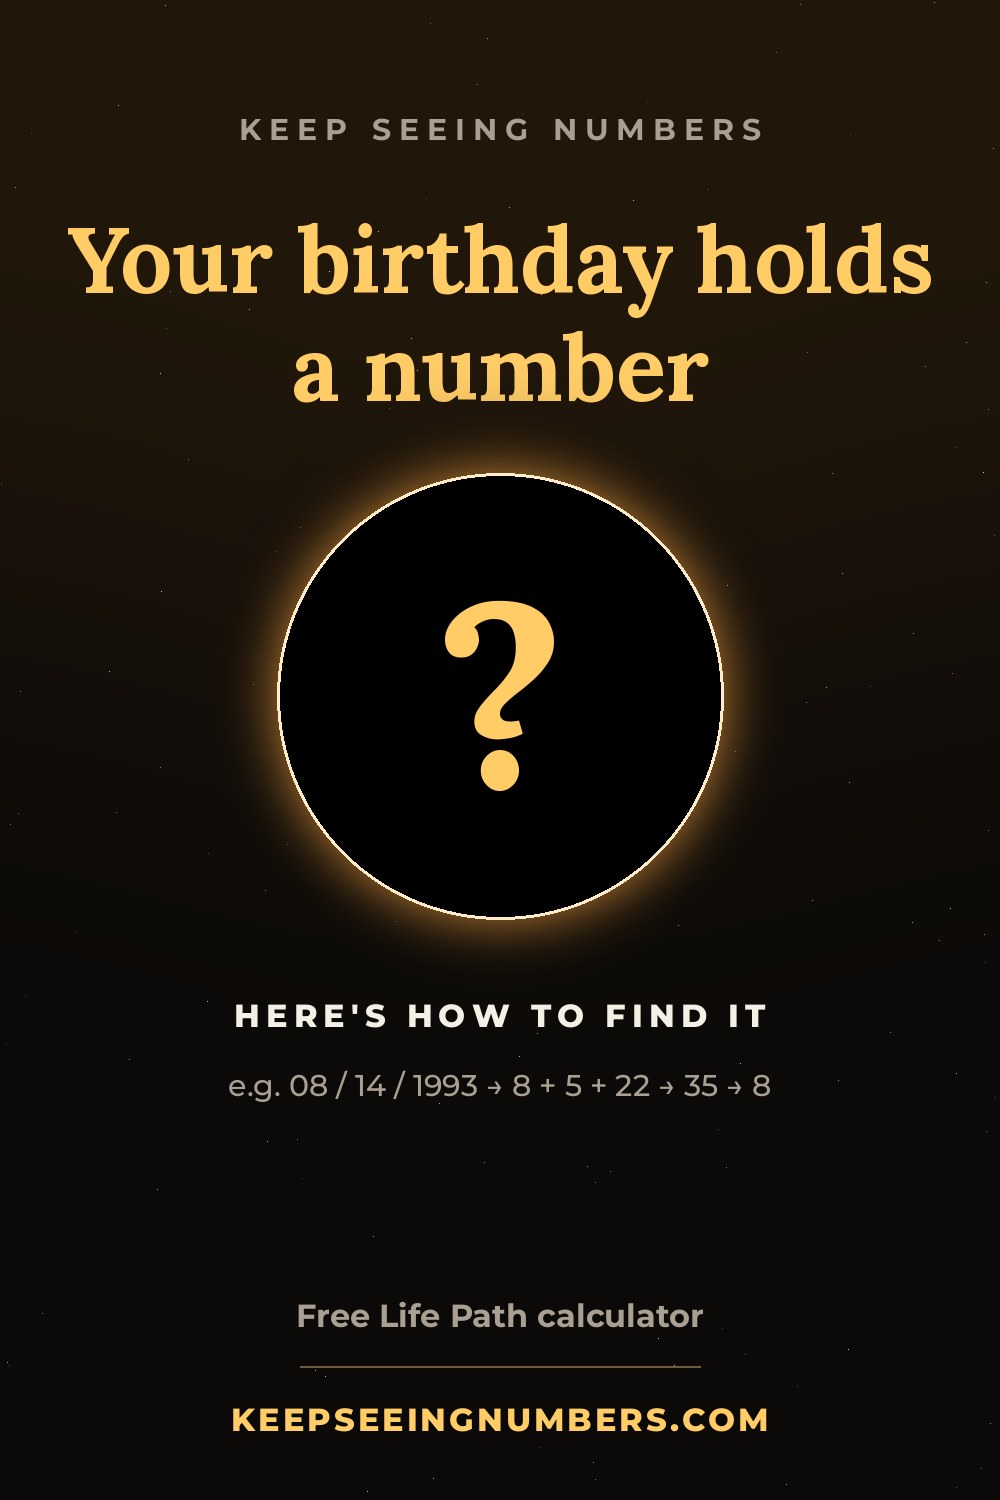 KEEP SEEING NUMBERS
Your birthday holds
a number
?
HERE'S HOW TO FIND IT
e.g. 08 / 14 / 1993 → 8 + 5 + 22 → 35 → 8
Free Life Path calculator
KEEPSEEINGNUMBERS.COM